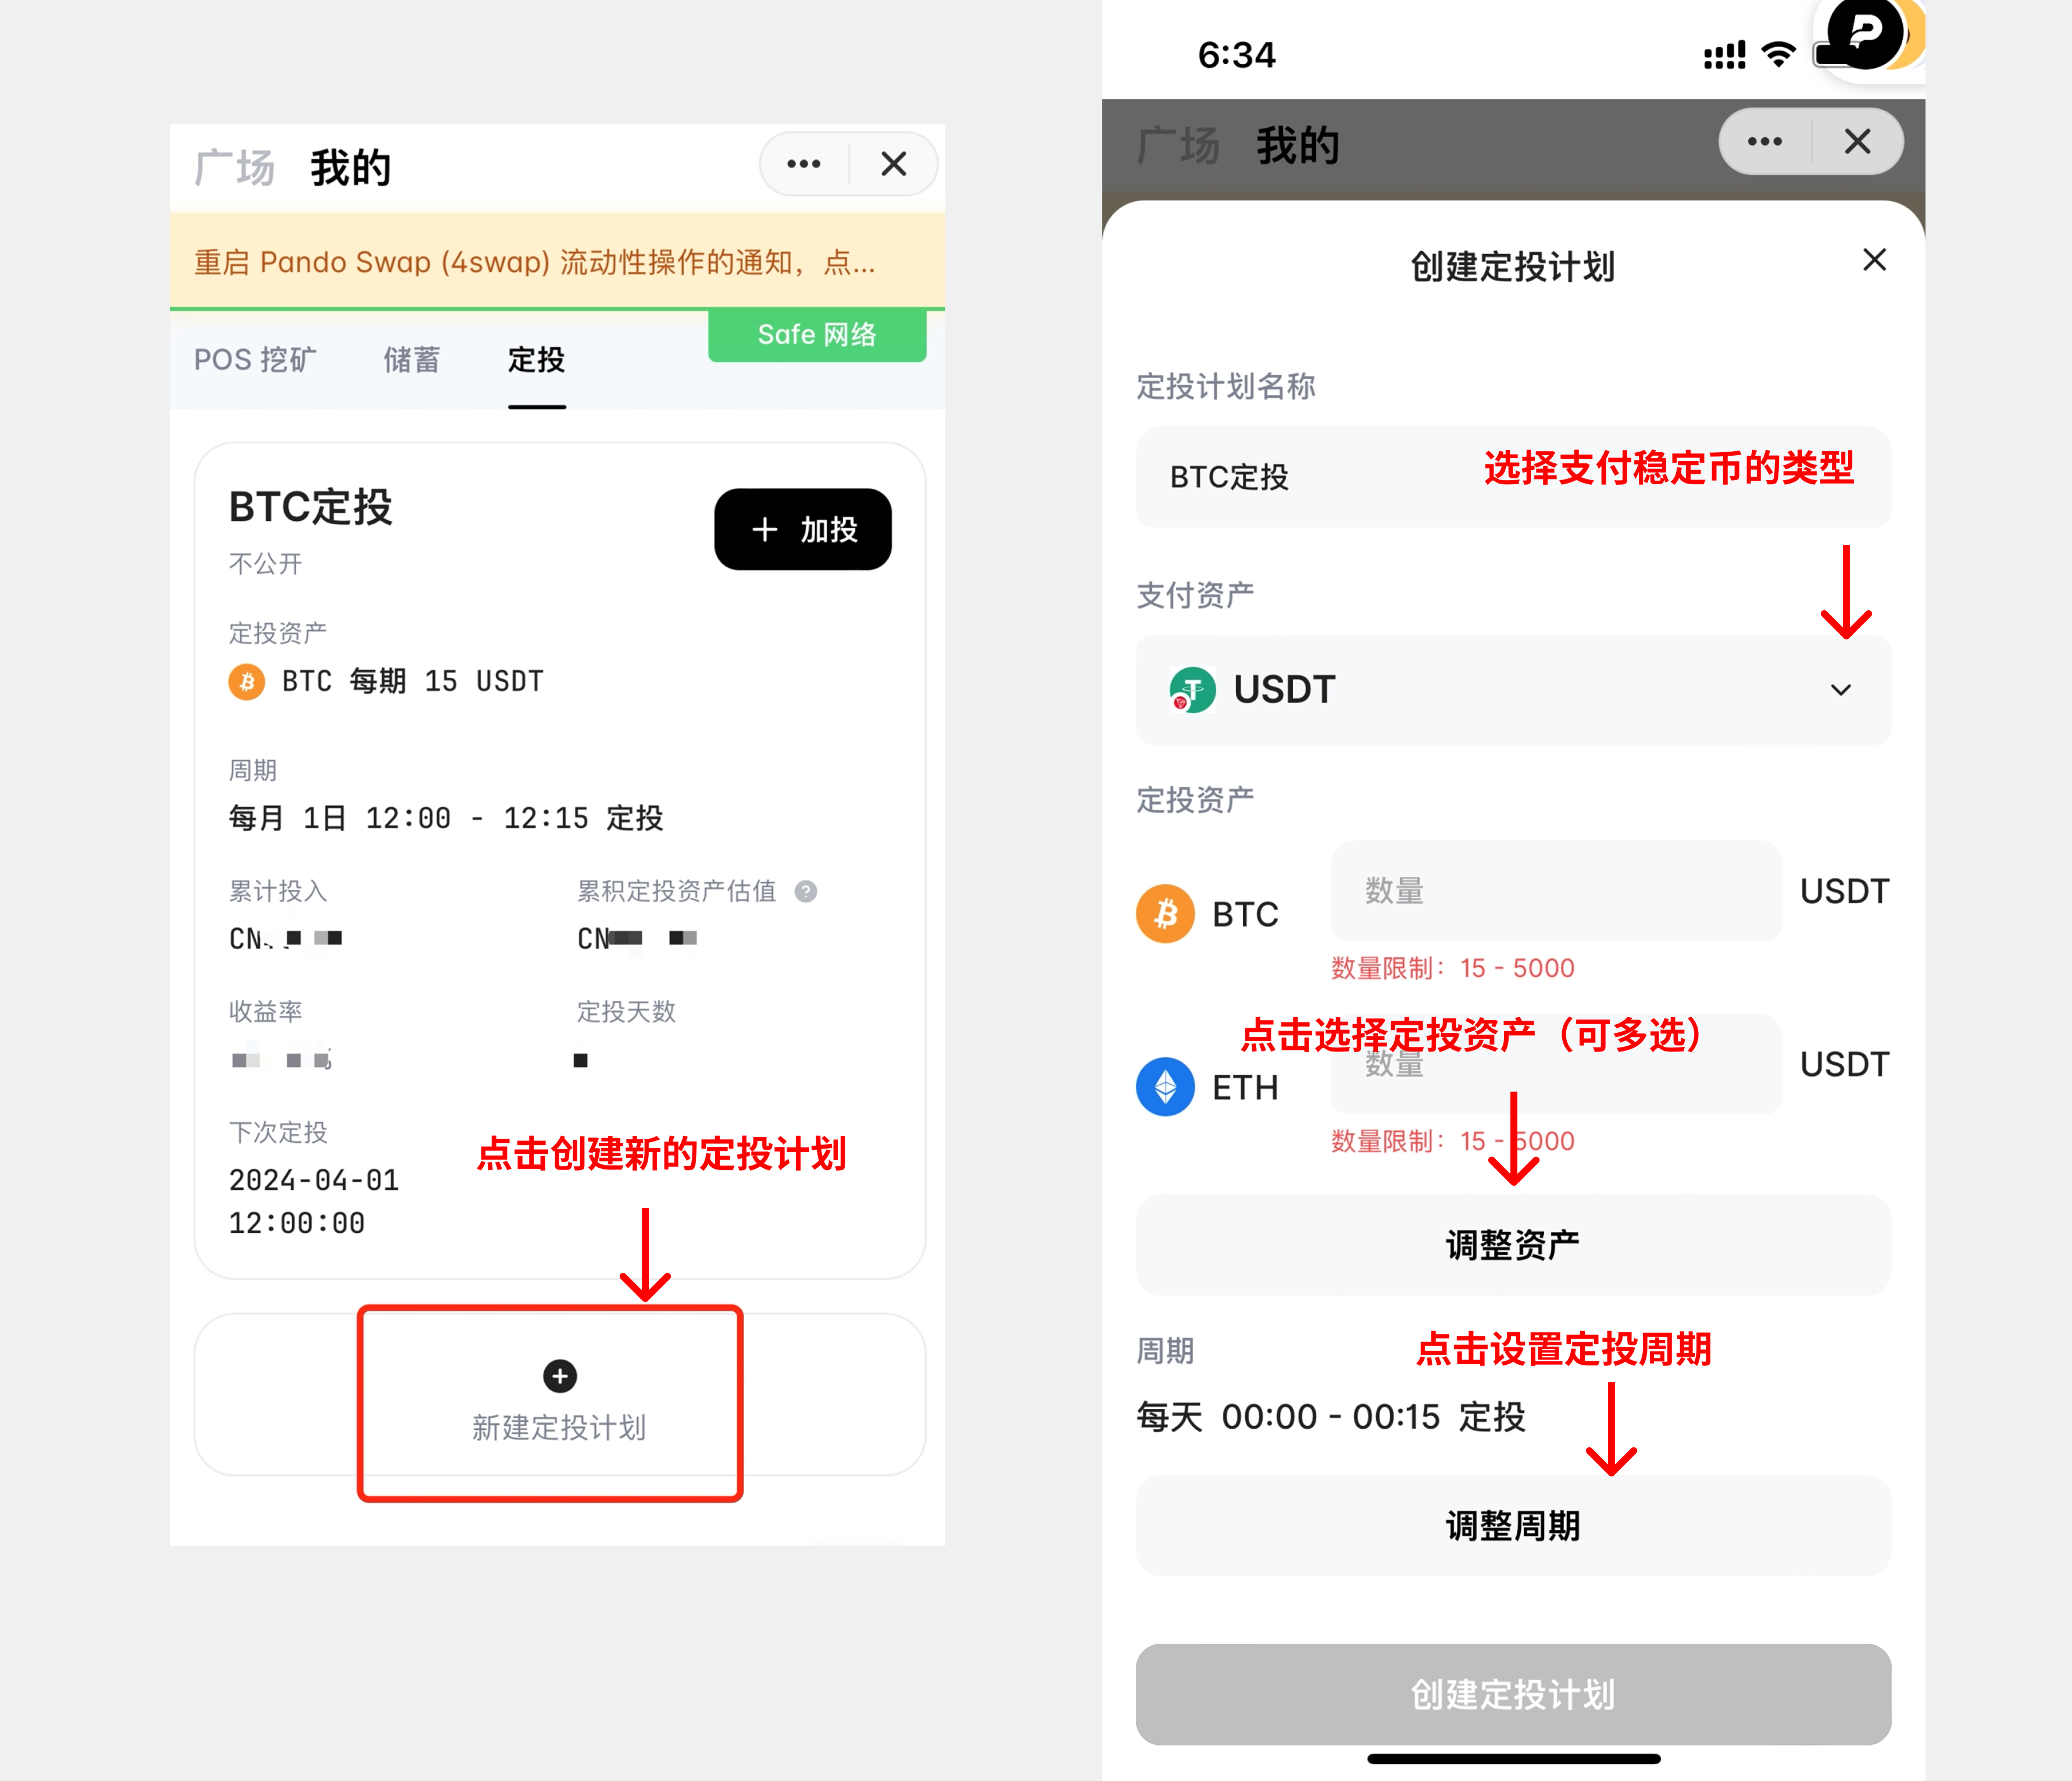 广场 我的
重启 Pando Swap (4swap) 流动性操作的通知，点...
Safe 网络
POS 挖矿 储蓄 定投
BTC定投
+ 加投
不公开
定投资产
BTC 每期 15 USDT
周期
每月 1日 12:00 - 12:15 定投
累计投入 累积定投资产估值 ?
CN CN
收益率 定投天数
下次定投
2024-04-01
12:00:00
点击创建新的定投计划
新建定投计划
6:34
广场 我的
创建定投计划
定投计划名称
BTC定投
选择支付稳定币的类型
支付资产
USDT
定投资产
BTC 数量 USDT
数量限制：15 - 5000
点击选择定投资产（可多选）
ETH 数量 USDT
数量限制：15 - 5000
调整资产
周期
点击设置定投周期
每天 00:00 - 00:15 定投
调整周期
创建定投计划